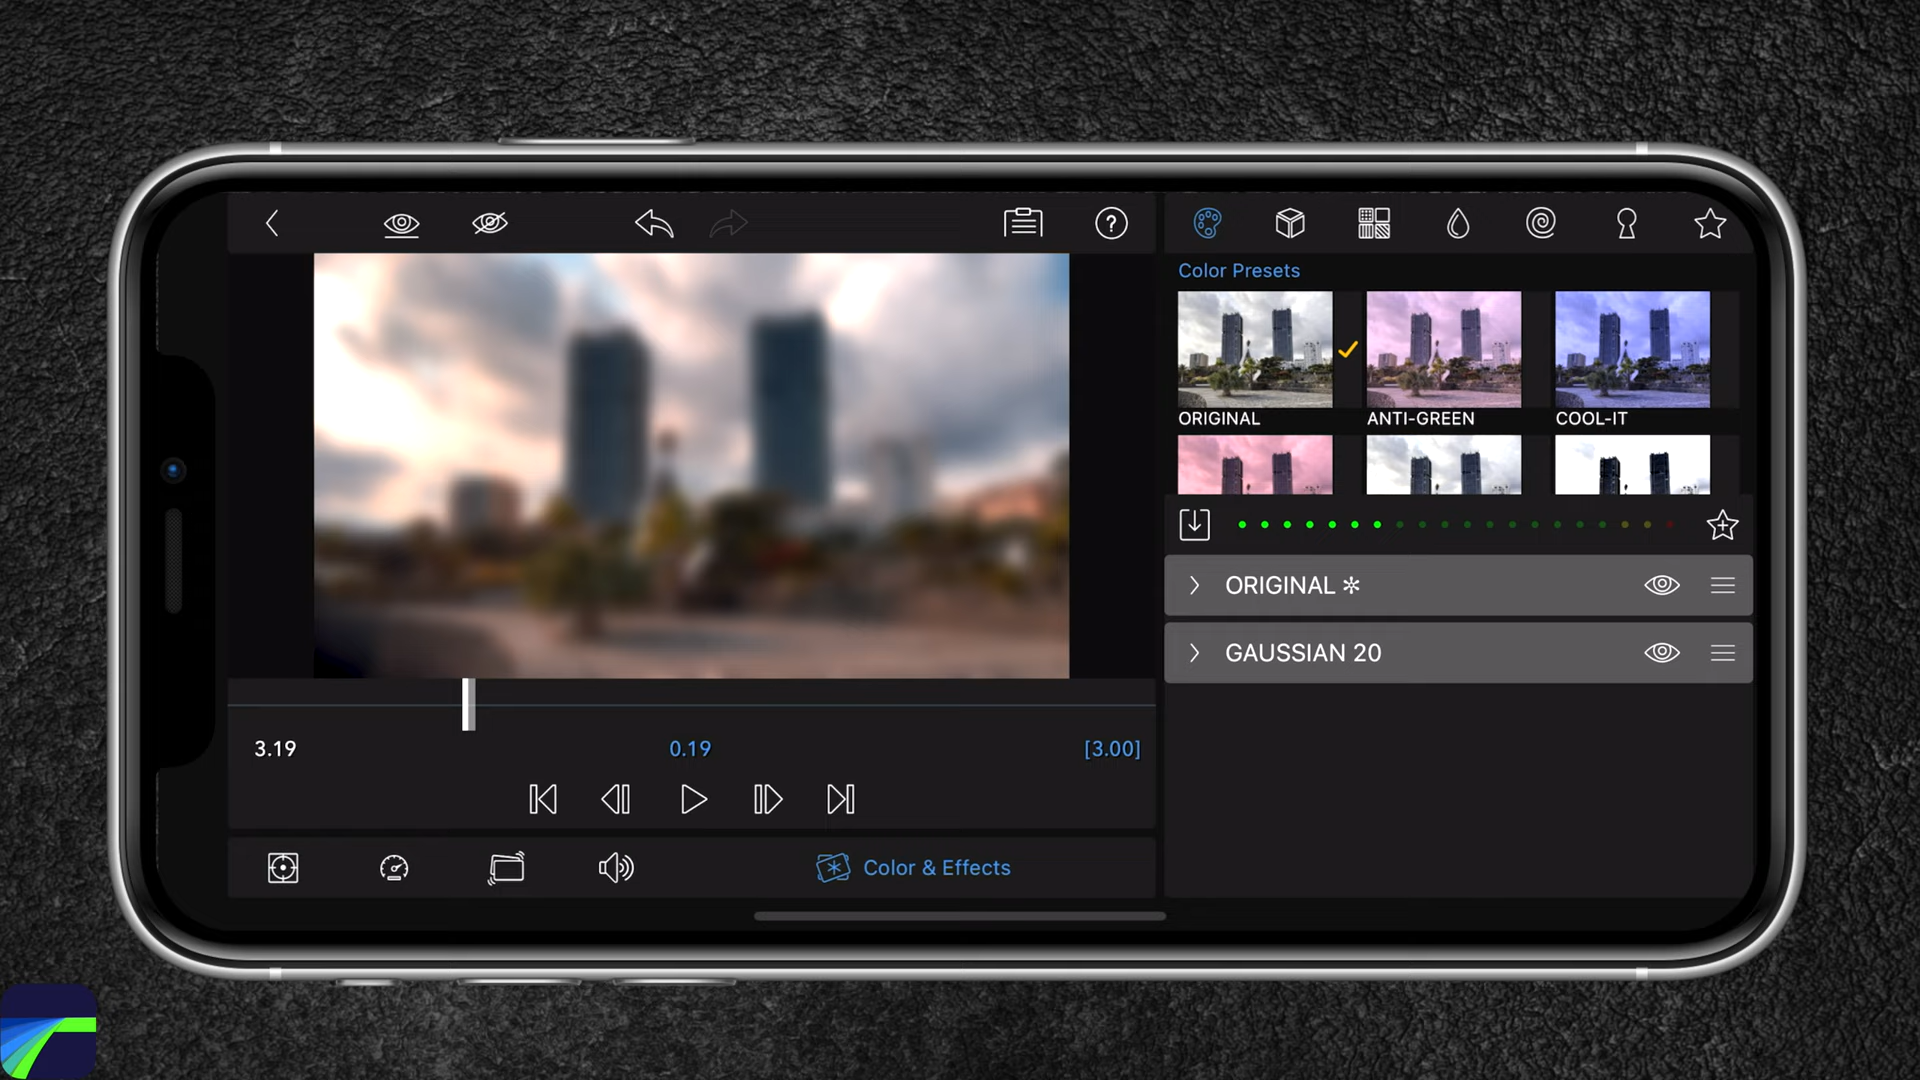 Color Presets
ORIGINAL
ANTI-GREEN
COOL-IT
ORIGINAL ✻
GAUSSIAN 20
3.19
0.19
[3.00]
Color & Effects